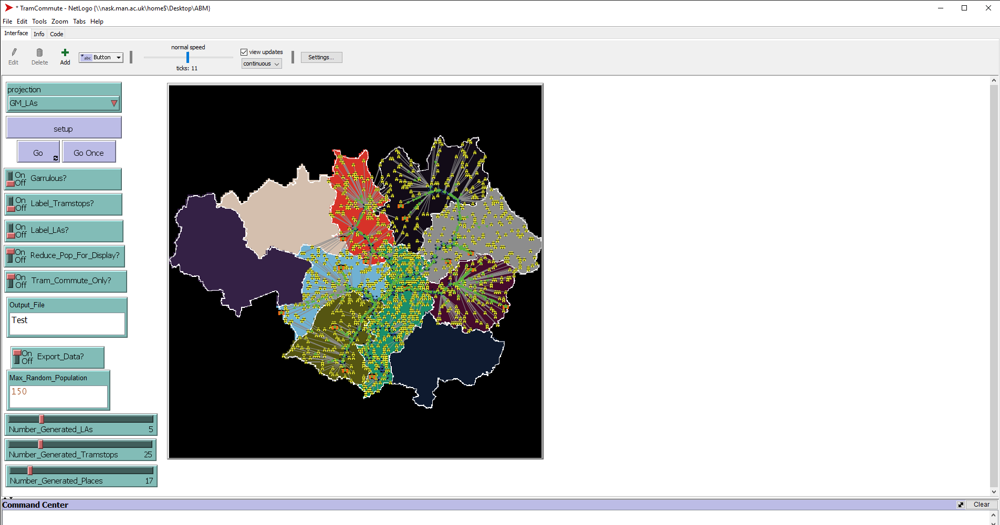 * TramCommute - NetLogo {\\nask.man.ac.uk\home$\Desktop\ABM}
File Edit Tools Zoom Tabs Help
Interface Info Code
normal speed
view updates
Edit Delete Add
abc Button
continuous
Settings...
ticks: 11
projection
GM_LAs
setup
Go Go Once
On
Off
Garrulous?
On
Off
Label_Tramstops?
On
Off
Label_LAs?
On
Off
Reduce_Pop_For_Display?
On
Off
Tram_Commute_Only?
Output_File
Test
On
Off
Export_Data?
Max_Random_Population
150
Number_Generated_LAs 5
Number_Generated_Tramstops 25
Number_Generated_Places 17
Command Center
Clear